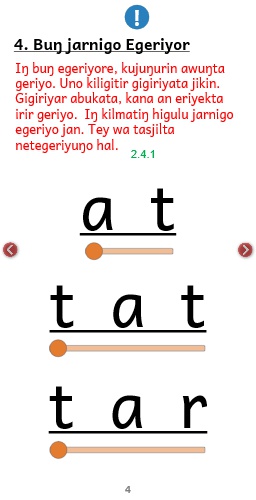 !
4. Buŋ jarnigo Egeriyor
Iŋ buŋ egeriyore, kujuŋurin awuŋta
geriyo. Uno kiligitir gigiriyata jikin.
Gigiriyar abukata, kana an eriyekta
irir geriyo.  Iŋ kilmatiŋ higulu jarnigo
egeriyo jan. Tey wa tasjilta
netegeriyuŋo hal.
2.4.1
a t
t a t
t a r
4